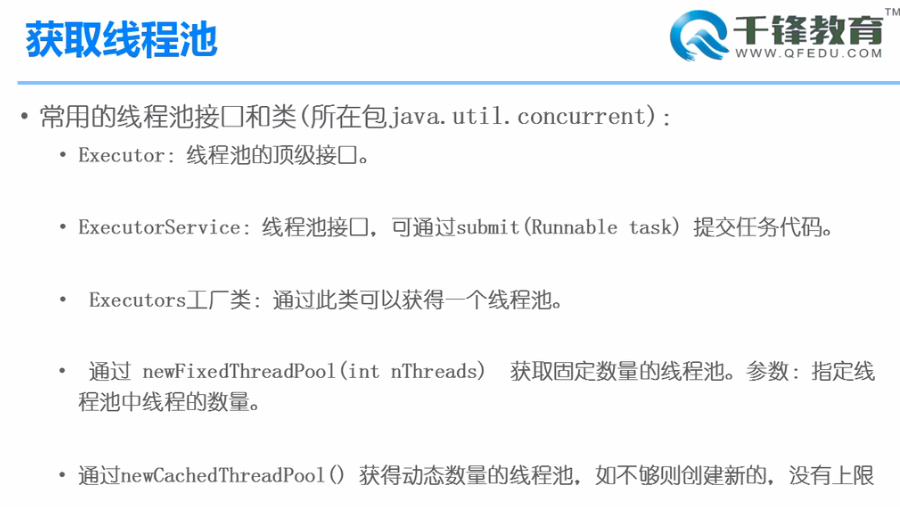 获取线程池
千锋教育 TM
WWW.QFEDU.COM
• 常用的线程池接口和类(所在包java.util.concurrent):
• Executor: 线程池的顶级接口。
• ExecutorService: 线程池接口, 可通过submit(Runnable task) 提交任务代码。
• Executors工厂类: 通过此类可以获得一个线程池。
• 通过 newFixedThreadPool(int nThreads) 获取固定数量的线程池。参数: 指定线
程池中线程的数量。
• 通过newCachedThreadPool() 获得动态数量的线程池, 如不够则创建新的, 没有上限